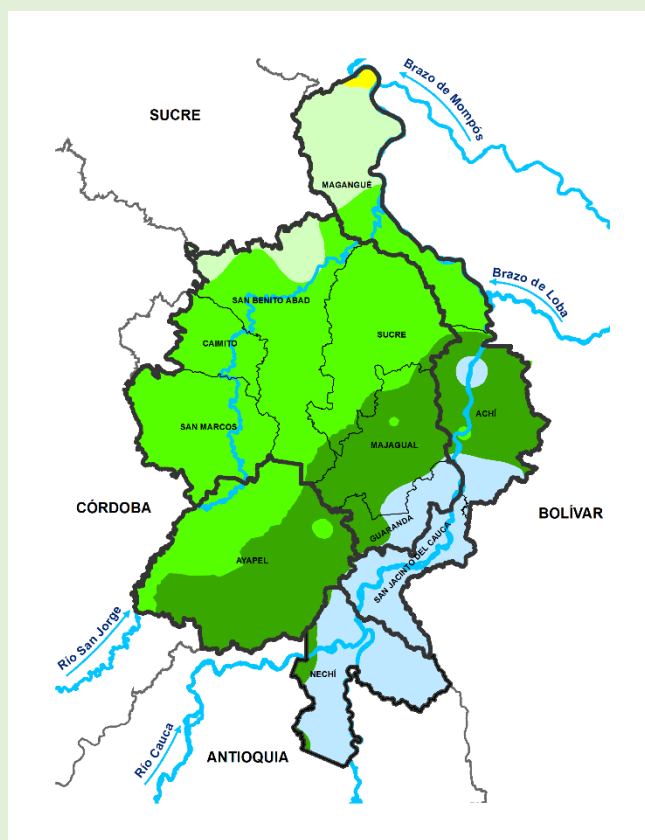 Brazo de Mompós
SUCRE
MAGANGUÉ
Brazo de Loba
SAN BENITO ABAD
SUCRE
CAIMITO
ACHÍ
SAN MARCOS
MAJAGUAL
CÓRDOBA
BOLÍVAR
GUARANDA
AYAPEL
SAN JACINTO DEL CAUCA
Río San Jorge
NECHÍ
Río Cauca
ANTIOQUIA